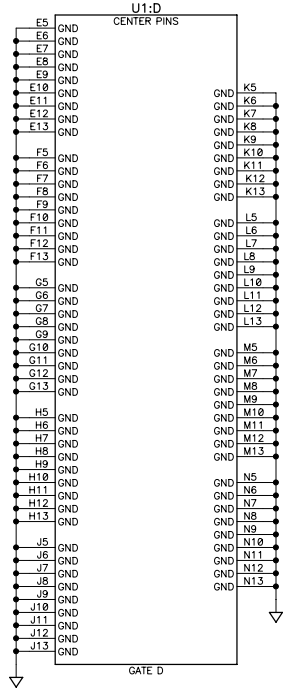 U1:D
CENTER PINS
E5 GND
E6 GND
E7 GND
E8 GND
E9 GND
E10 GND
E11 GND
E12 GND
E13 GND
F5 GND
F6 GND
F7 GND
F8 GND
F9 GND
F10 GND
F11 GND
F12 GND
F13 GND
G5 GND
G6 GND
G7 GND
G8 GND
G9 GND
G10 GND
G11 GND
G12 GND
G13 GND
H5 GND
H6 GND
H7 GND
H8 GND
H9 GND
H10 GND
H11 GND
H12 GND
H13 GND
J5 GND
J6 GND
J7 GND
J8 GND
J9 GND
J10 GND
J11 GND
J12 GND
J13 GND
GND K5
GND K6
GND K7
GND K8
GND K9
GND K10
GND K11
GND K12
GND K13
GND L5
GND L6
GND L7
GND L8
GND L9
GND L10
GND L11
GND L12
GND L13
GND M5
GND M6
GND M7
GND M8
GND M9
GND M10
GND M11
GND M12
GND M13
GND N5
GND N6
GND N7
GND N8
GND N9
GND N10
GND N11
GND N12
GND N13
GATE D